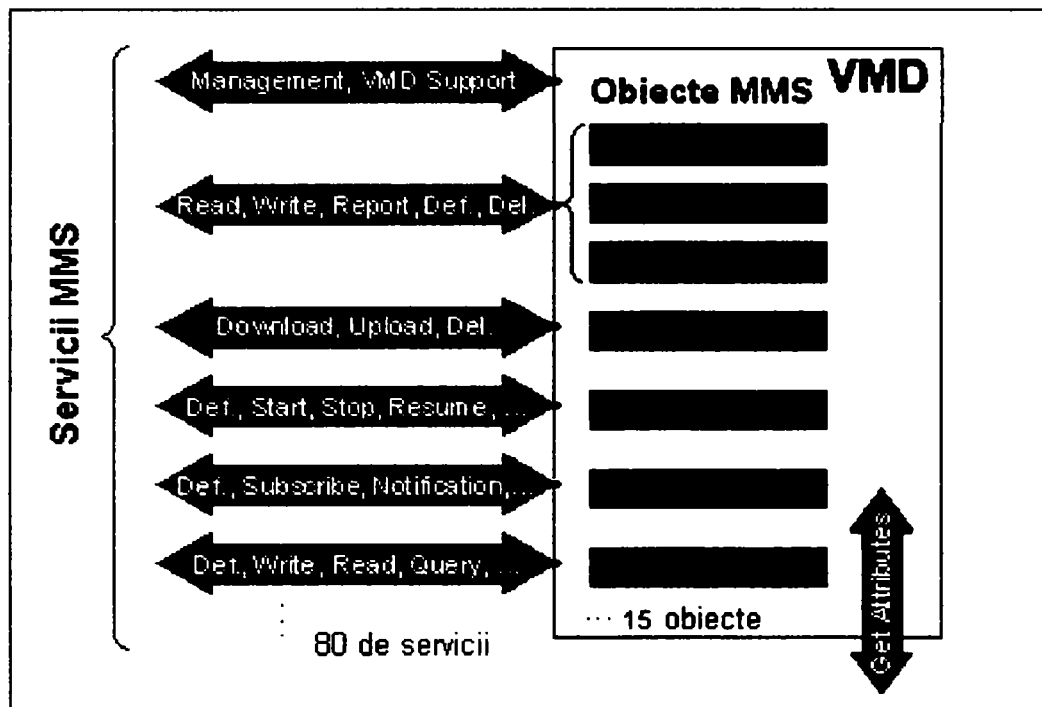 Servicii MMS
Management, VMD Support
Read, Write, Report, Def., Del.
Download, Upload, Del.
Def., Start, Stop, Resume, ...
Def., Subscribe, Notification,...
Def., Write, Read, Query, ...
80 de servicii
VMD
Obiecte MMS
... 15 obiecte
Get Attributes